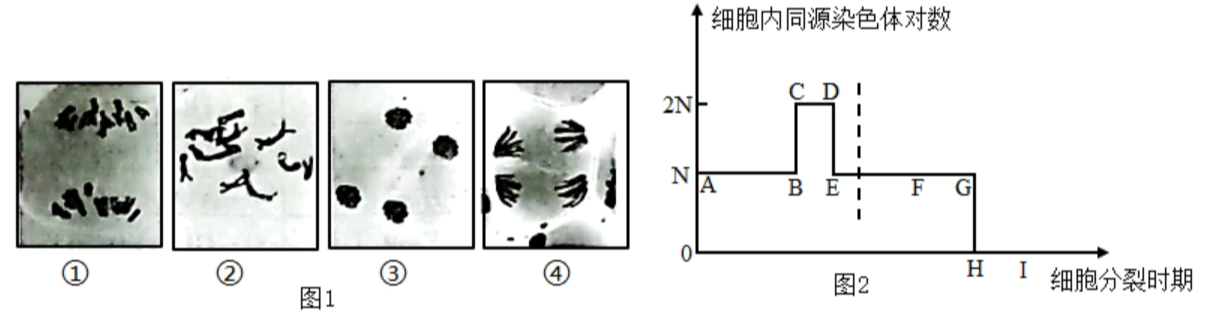 ① ② ③ ④
图1
细胞内同源染色体对数
2N
C D
N
A B E F G
0
H I
细胞分裂时期
图2